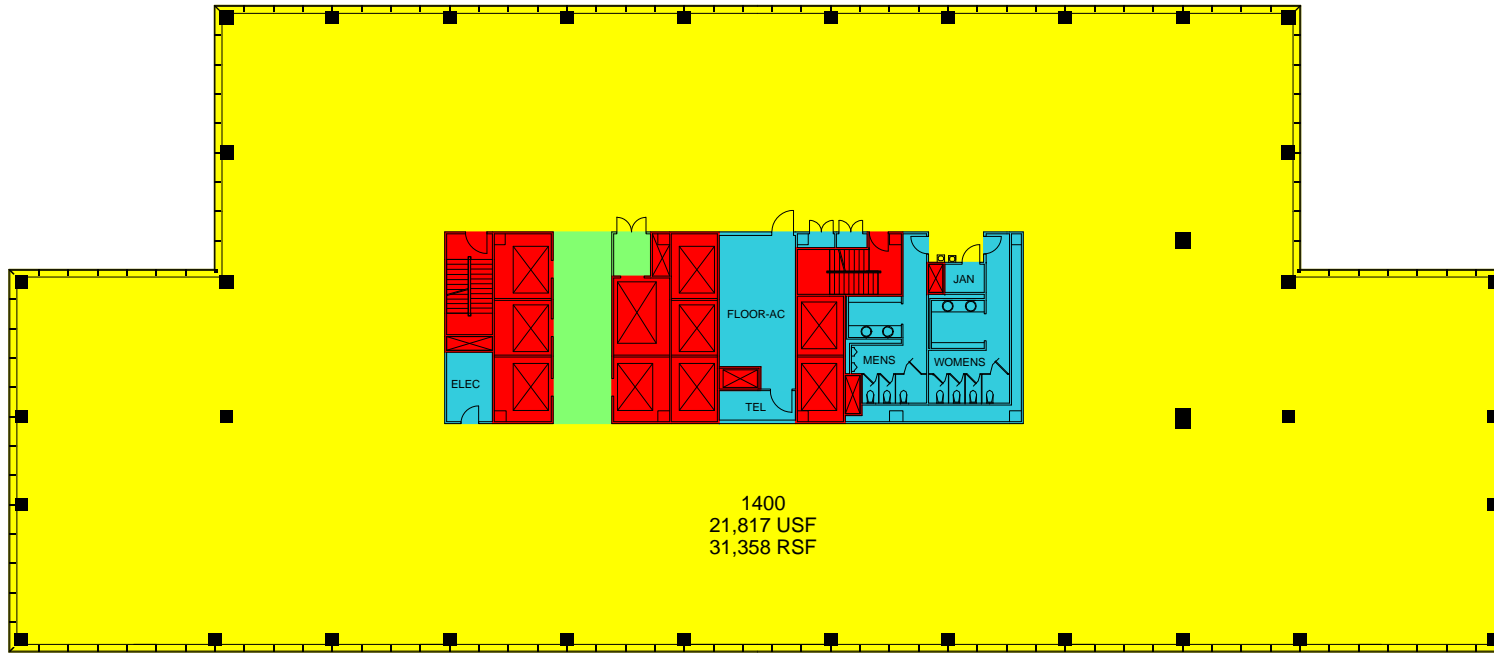 JAN
FLOOR-AC
MENS
WOMENS
ELEC
TEL
1400
21,817 USF
31,358 RSF